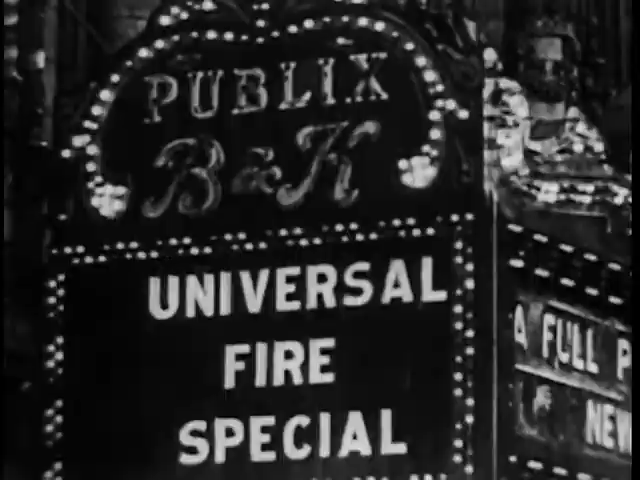 PUBLIX
B&K
UNIVERSAL
FIRE
SPECIAL
A FULL
NEW